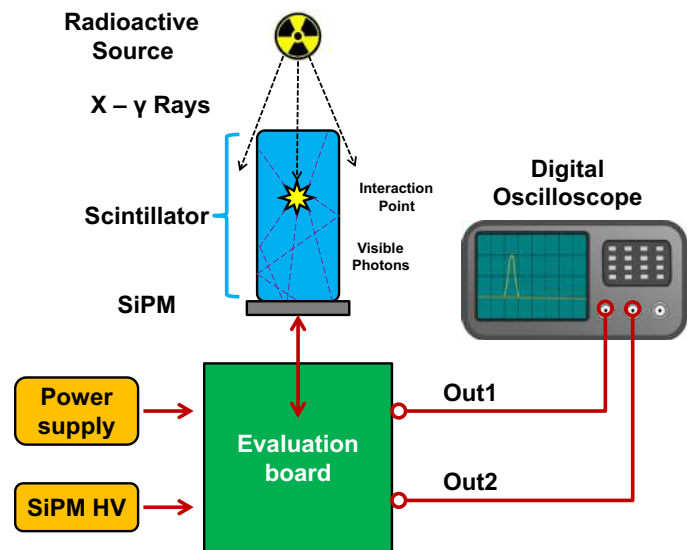 Radioactive
Source
X – γ Rays
Interaction
Point
Scintillator
Visible
Photons
SiPM
Digital
Oscilloscope
Power
supply
SiPM HV
Evaluation
board
Out1
Out2